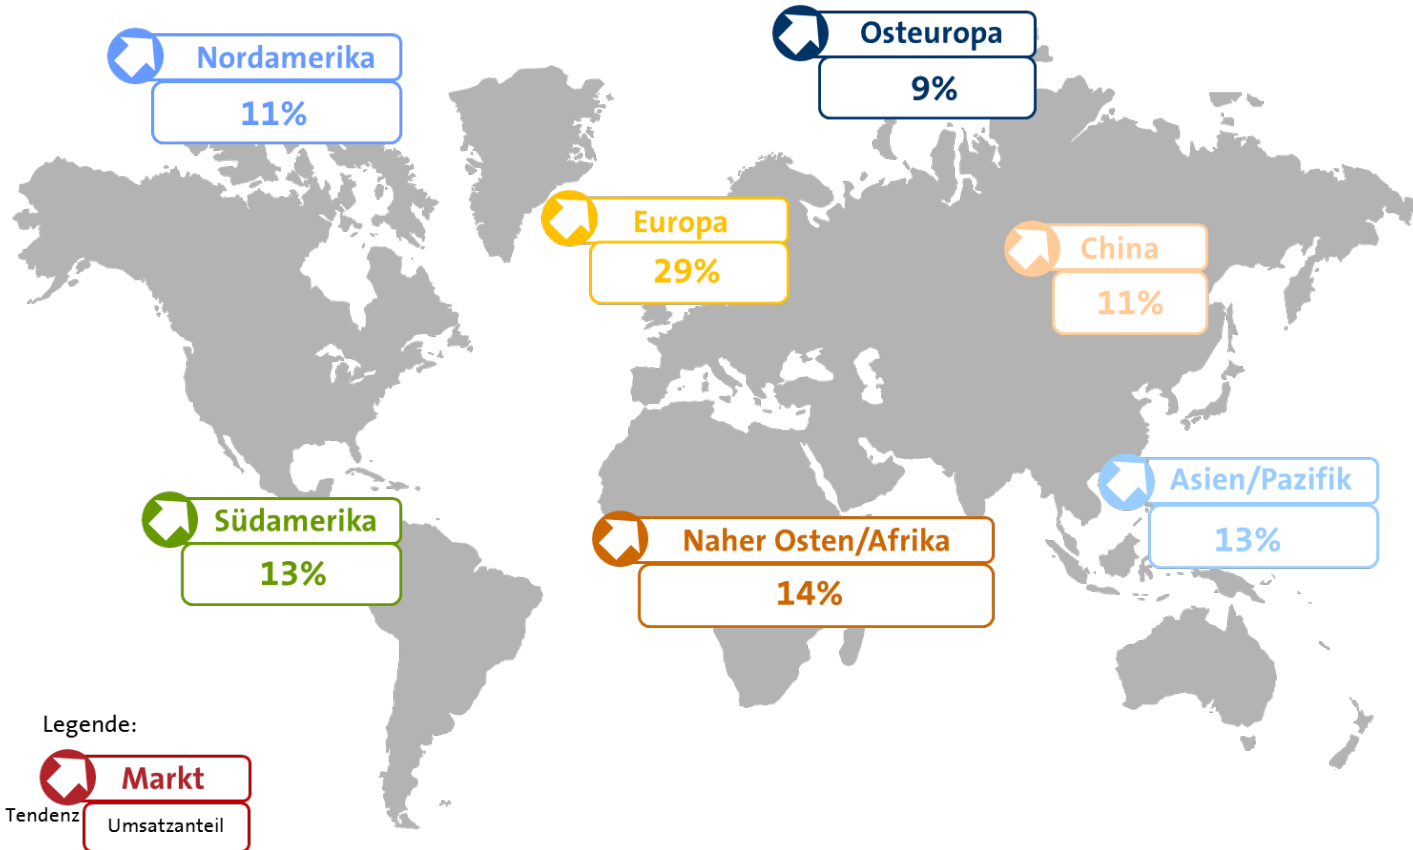 Osteuropa
9%
Nordamerika
11%
Europa
29%
China
11%
Asien/Pazifik
13%
Südamerika
13%
Naher Osten/Afrika
14%
Legende:
Markt
Tendenz
Umsatzanteil